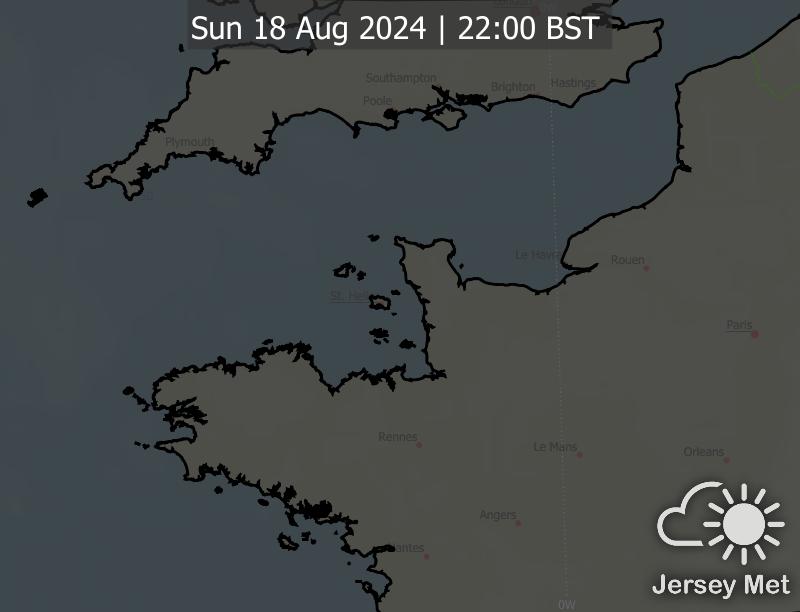 London
Sun 18 Aug 2024 | 22:00 BST
Southampton
Brighton
Hastings
Poole
Plymouth
Le Havre
Rouen
St. Helier
Paris
Rennes
Le Mans
Orleans
Angers
Nantes
Jersey Met
0W